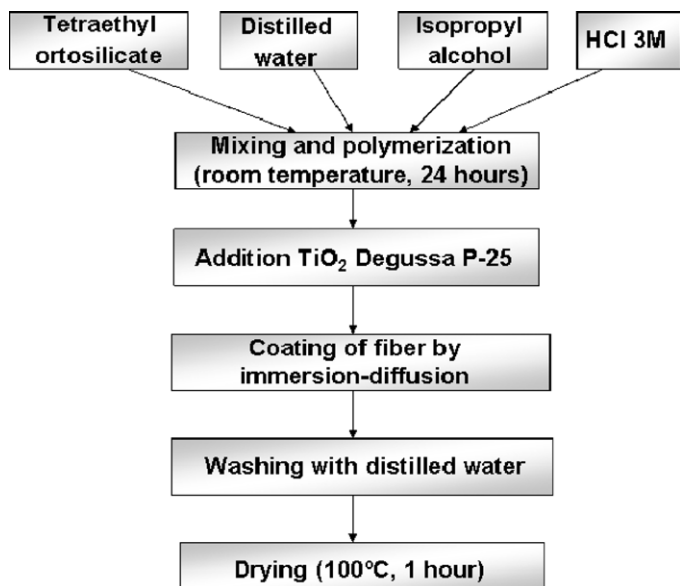 Tetraethyl
ortosilicate
Distilled
water
Isopropyl
alcohol
HCl 3M
Mixing and polymerization
(room temperature, 24 hours)
Addition TiO₂ Degussa P-25
Coating of fiber by
immersion-diffusion
Washing with distilled water
Drying (100ºC, 1 hour)